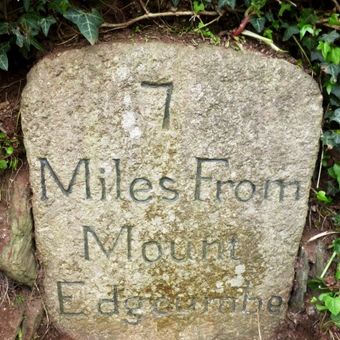 7
Miles From
Mount
Edgcumbe